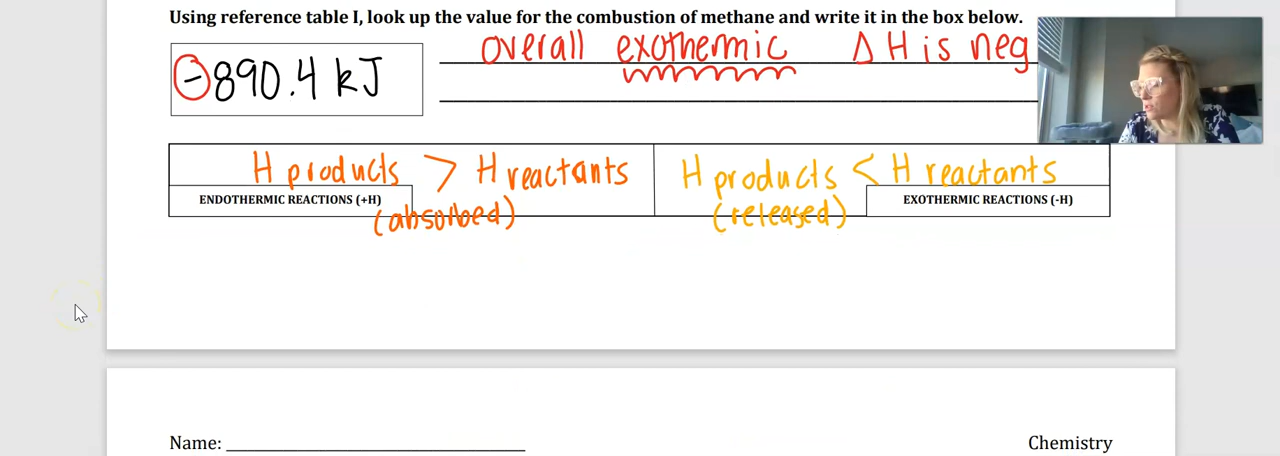 Using reference table I, look up the value for the combustion of methane and write it in the box below.
-890.4 kJ
overall exothermic ΔH is neg
H products > H reactants
(absorbed)
ENDOTHERMIC REACTIONS (+H)
H products < H reactants
(released)
EXOTHERMIC REACTIONS (-H)
Name: ____________________
Chemistry